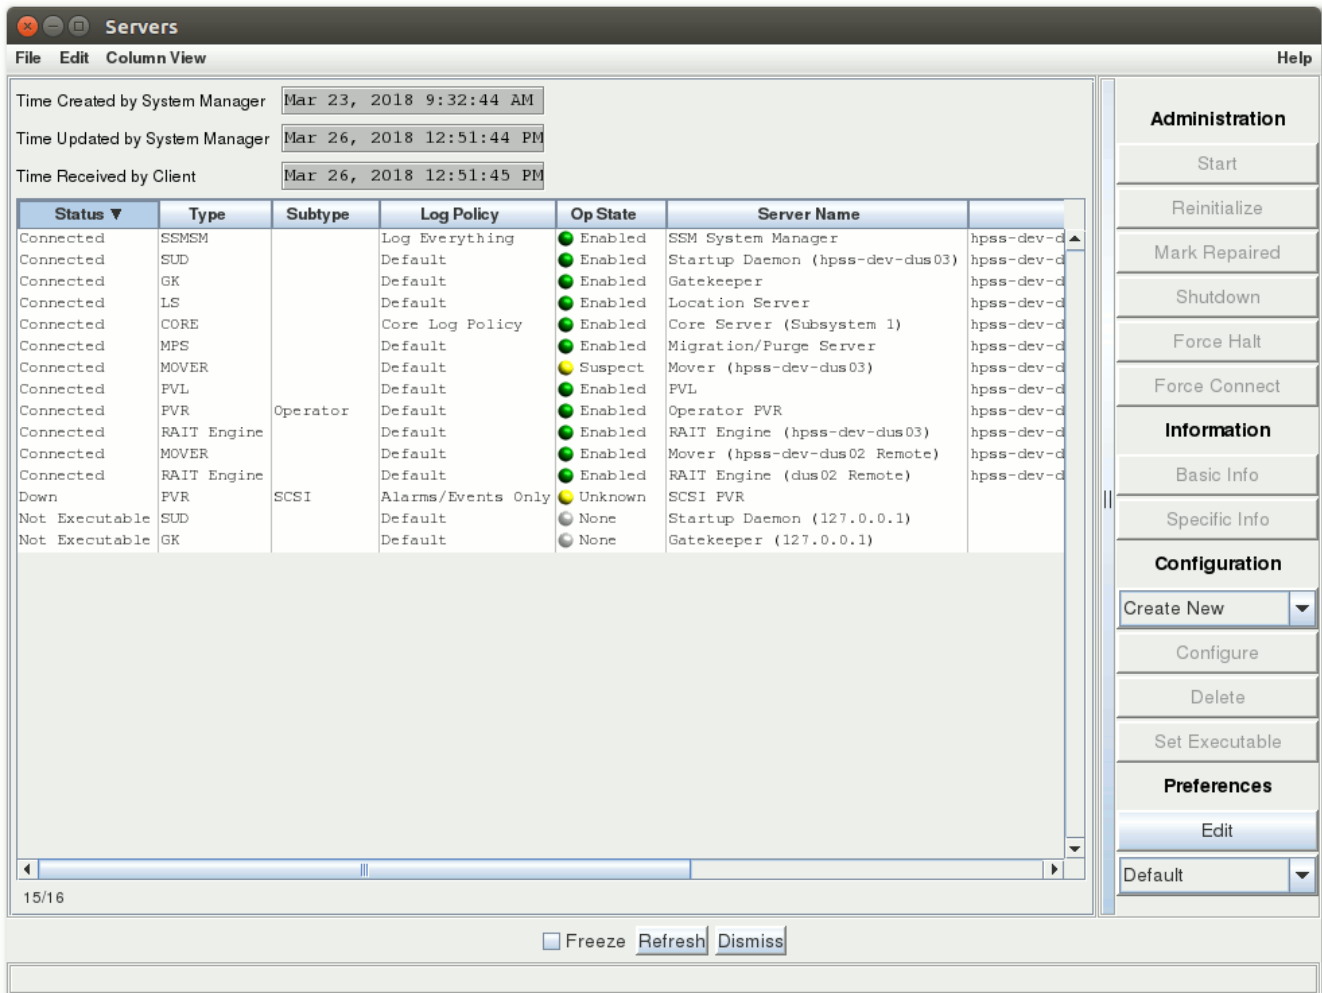 Servers
File Edit Column View Help
Time Created by System Manager Mar 23, 2018 9:32:44 AM
Time Updated by System Manager Mar 26, 2018 12:51:44 PM
Time Received by Client Mar 26, 2018 12:51:45 PM
Status ▼ Type Subtype Log Policy Op State Server Name
Connected SSMSM Log Everything Enabled SSM System Manager hpss-dev-d
Connected SUD Default Enabled Startup Daemon (hpss-dev-dus03) hpss-dev-d
Connected GK Default Enabled Gatekeeper hpss-dev-d
Connected LS Default Enabled Location Server hpss-dev-d
Connected CORE Core Log Policy Enabled Core Server (Subsystem 1) hpss-dev-d
Connected MPS Default Enabled Migration/Purge Server hpss-dev-d
Connected MOVER Default Suspect Mover (hpss-dev-dus03) hpss-dev-d
Connected PVL Default Enabled PVL hpss-dev-d
Connected PVR Operator Default Enabled Operator PVR hpss-dev-d
Connected RAIT Engine Default Enabled RAIT Engine (hpss-dev-dus03) hpss-dev-d
Connected MOVER Default Enabled Mover (hpss-dev-dus02 Remote) hpss-dev-d
Connected RAIT Engine Default Enabled RAIT Engine (dus02 Remote) hpss-dev-d
Down PVR SCSI Alarms/Events Only Unknown SCSI PVR
Not Executable SUD Default None Startup Daemon (127.0.0.1)
Not Executable GK Default None Gatekeeper (127.0.0.1)
15/16
Administration
Start
Reinitialize
Mark Repaired
Shutdown
Force Halt
Force Connect
Information
Basic Info
Specific Info
Configuration
Create New
Configure
Delete
Set Executable
Preferences
Edit
Default
Freeze Refresh Dismiss